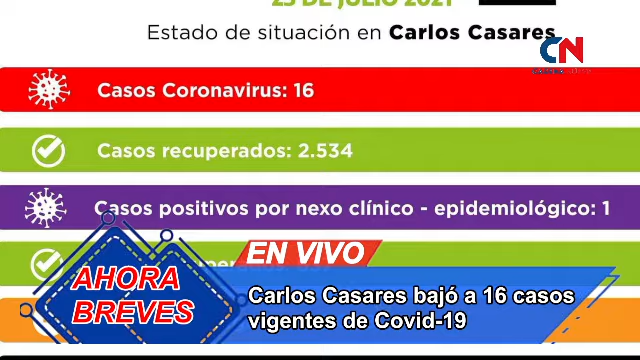 25 DE JULIO 2021
Estado de situación en Carlos Casares
CN
Casos Coronavirus: 16
Casos recuperados: 2.534
Casos positivos por nexo clínico - epidemiológico: 1
EN VIVO
AHORA
BREVES
Carlos Casares bajó a 16 casos
vigentes de Covid-19